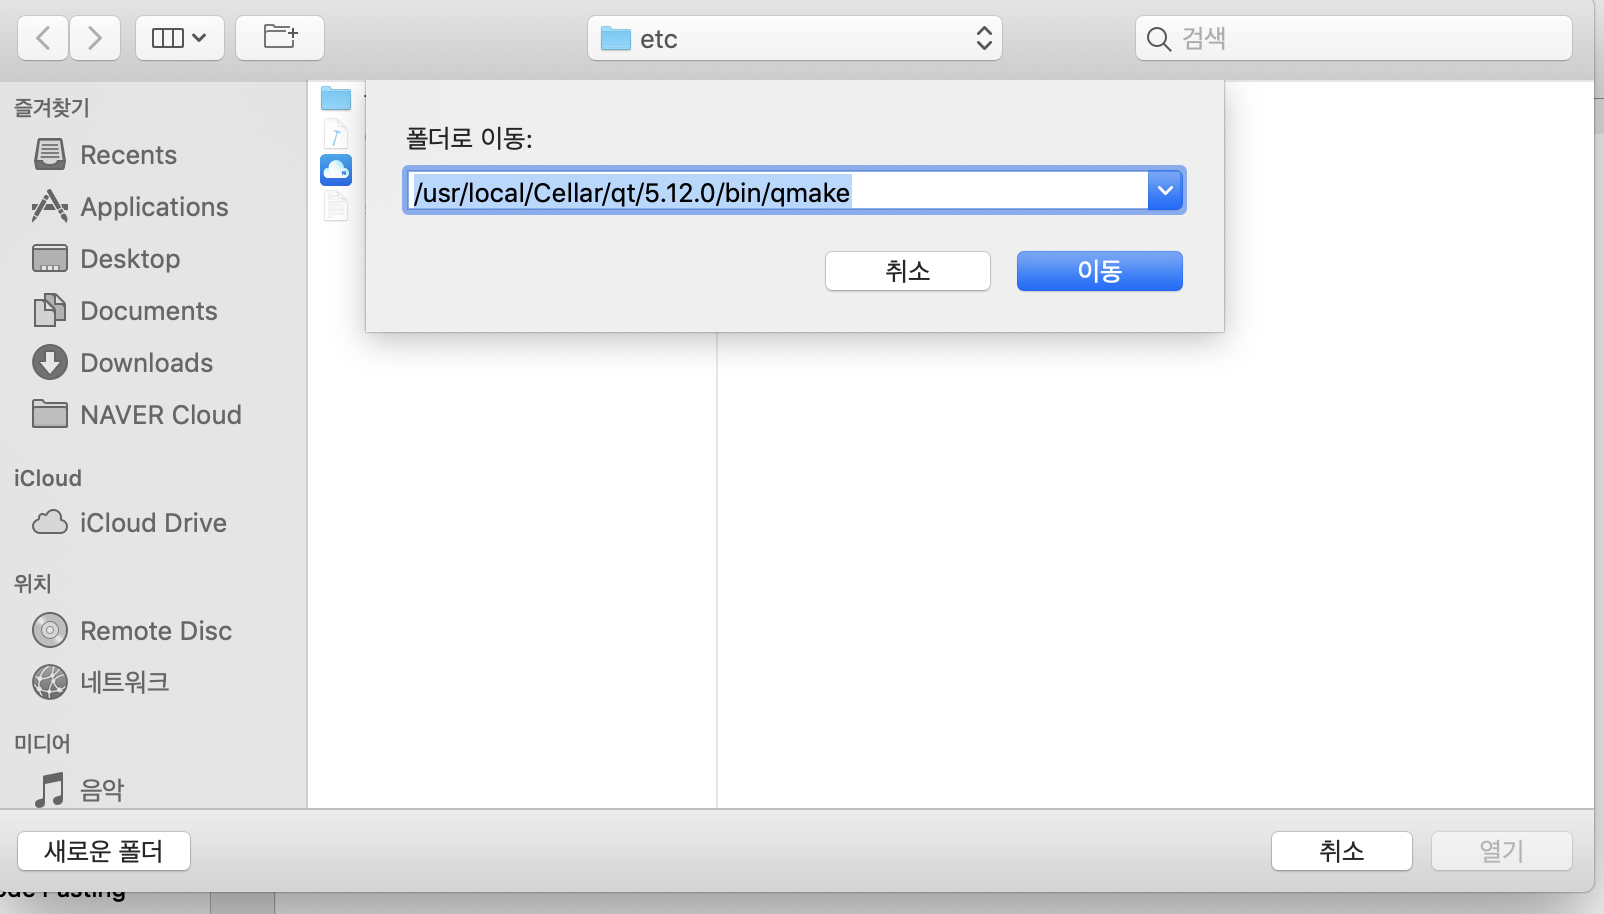 etc
검색
즐겨찾기
Recents
Applications
Desktop
Documents
Downloads
NAVER Cloud
iCloud
iCloud Drive
위치
Remote Disc
네트워크
미디어
음악
폴더로 이동:
/usr/local/Cellar/qt/5.12.0/bin/qmake
취소
이동
새로운 폴더
취소
열기